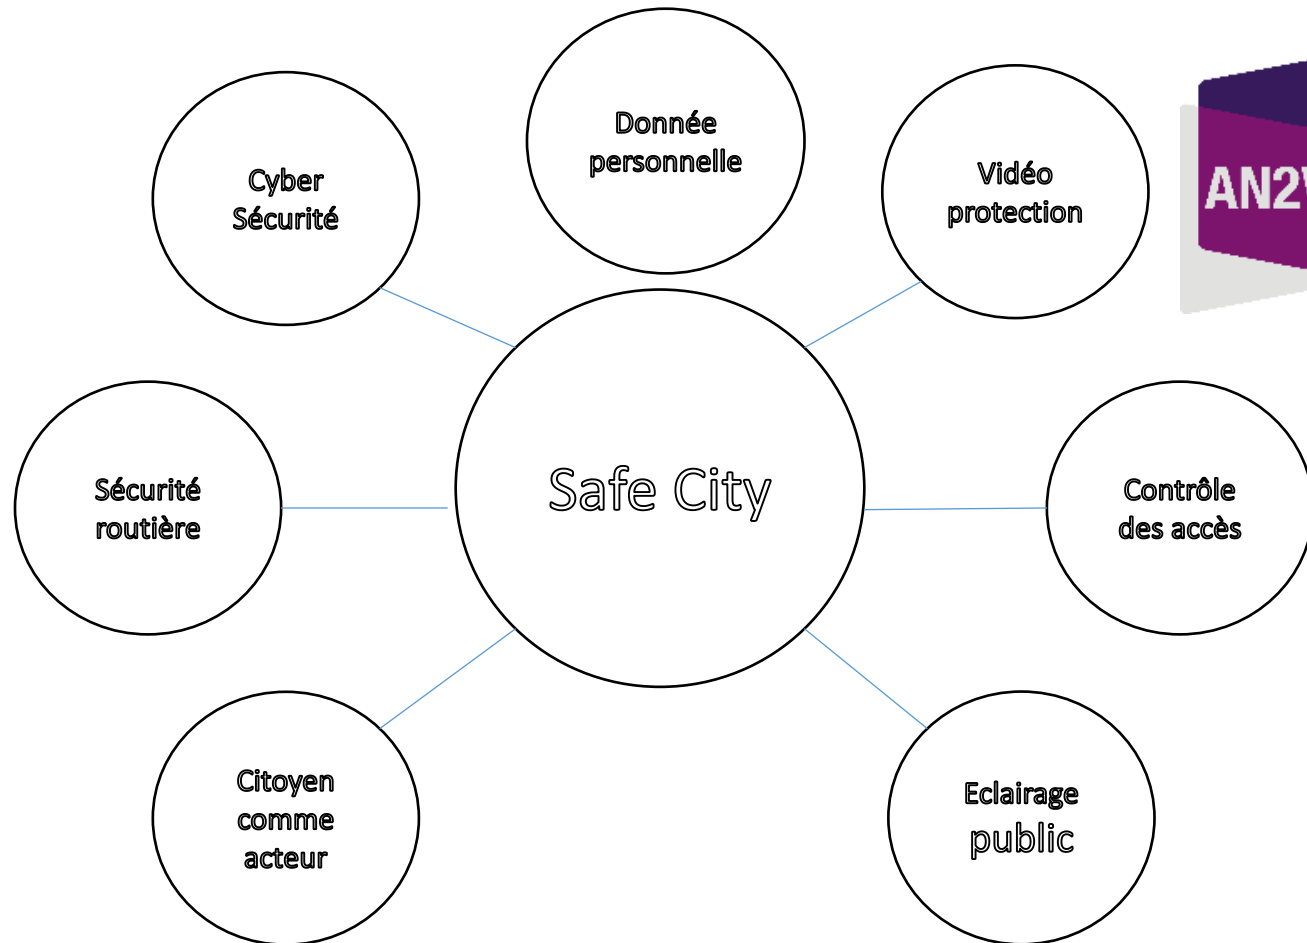 Donnée
personnelle
Cyber
Sécurité
Vidéo
protection
AN2V
Sécurité
routière
Safe City
Contrôle
des accès
Citoyen
comme
acteur
Eclairage
public